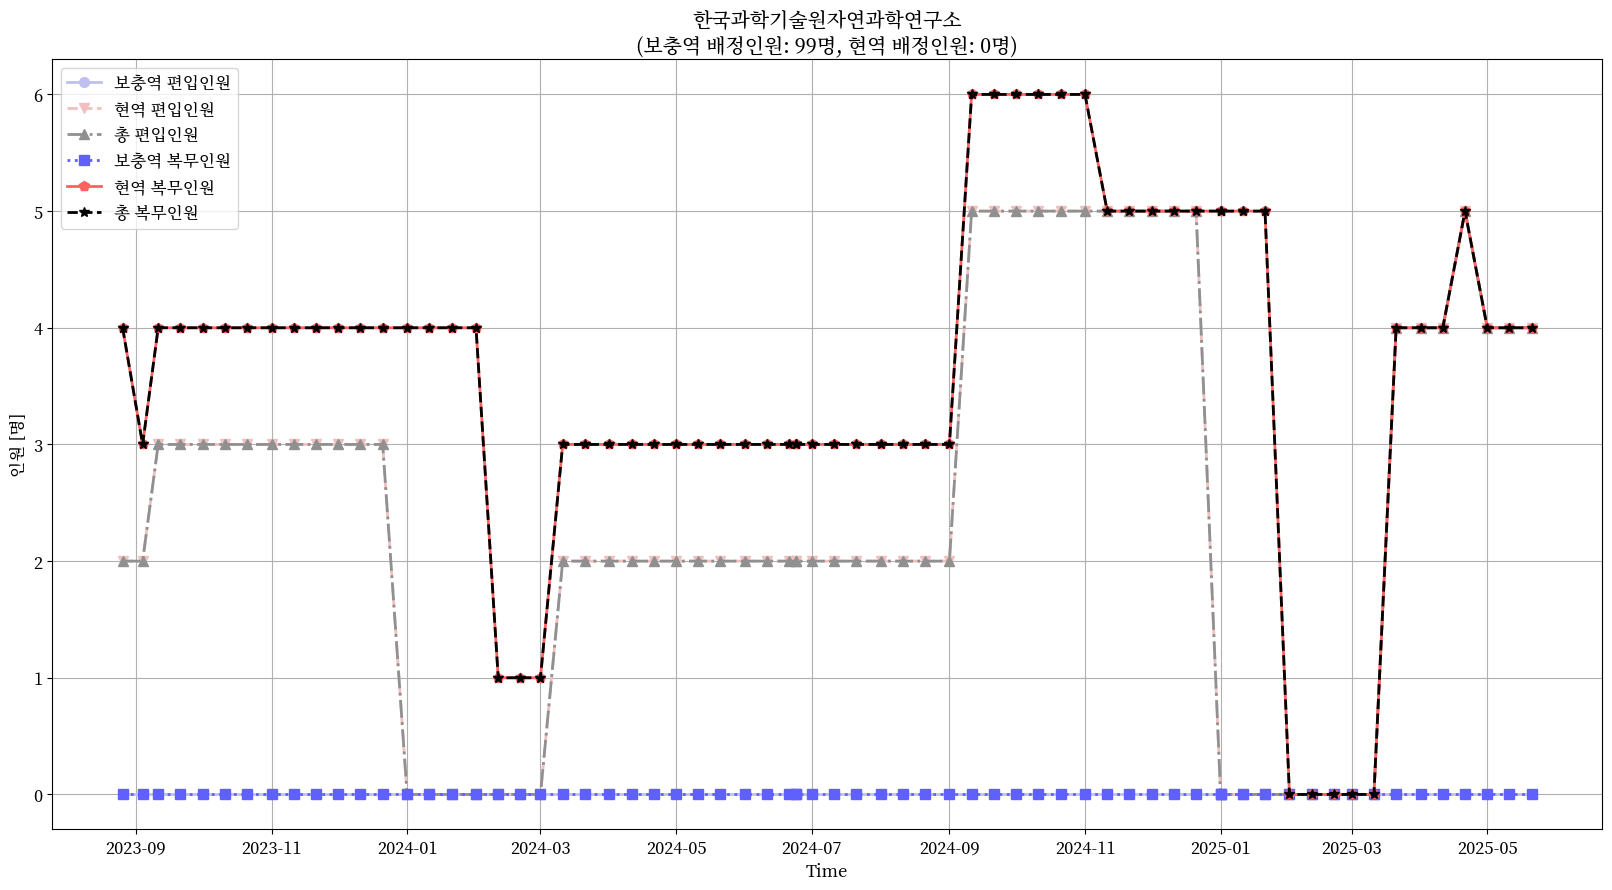 한국과학기술원자연과학연구소
(보충역 배정인원: 99명, 현역 배정인원: 0명)
보충역 편입인원
현역 편입인원
총 편입인원
보충역 복무인원
현역 복무인원
총 복무인원
인원 [명]
6
5
4
3
2
1
0
2023-09
2023-11
2024-01
2024-03
2024-05
2024-07
2024-09
2024-11
2025-01
2025-03
2025-05
Time